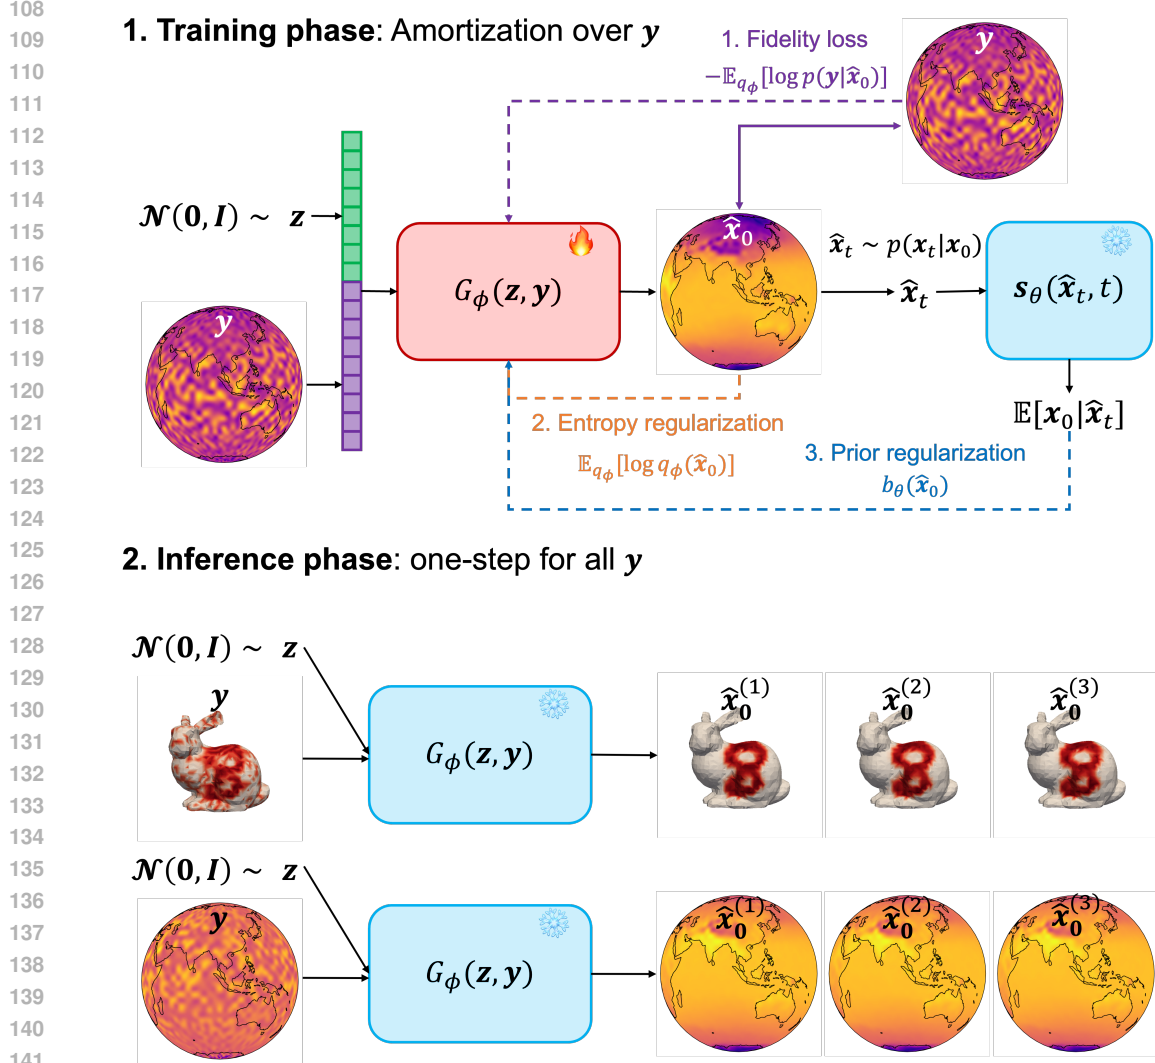 108
109
110
111
112
113
114
115
116
117
118
119
120
121
122
123
124
125
126
127
128
129
130
131
132
133
134
135
136
137
138
139
140
141
1. Training phase: Amortization over y
1. Fidelity loss
−𝔼_{q_ϕ}[log p(y|x̂₀)]
y
𝒩(0, I) ~ z
y
G_ϕ(z, y)
x̂₀
x̂_t ~ p(x_t|x₀)
x̂_t
s_θ(x̂_t, t)
𝔼[x₀|x̂_t]
2. Entropy regularization
𝔼_{q_ϕ}[log q_ϕ(x̂₀)]
3. Prior regularization
b_θ(x̂₀)
2. Inference phase: one-step for all y
𝒩(0, I) ~ z
y
G_ϕ(z, y)
x̂₀^(1) x̂₀^(2) x̂₀^(3)
𝒩(0, I) ~ z
y
G_ϕ(z, y)
x̂₀^(1) x̂₀^(2) x̂₀^(3)